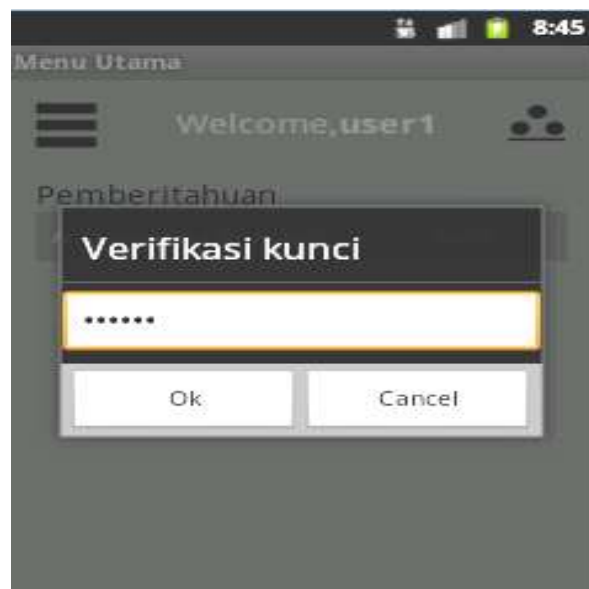 8:45
Menu Utama
Welcome,user1
Pemberitahuan
Verifikasi kunci
••••••
Ok
Cancel